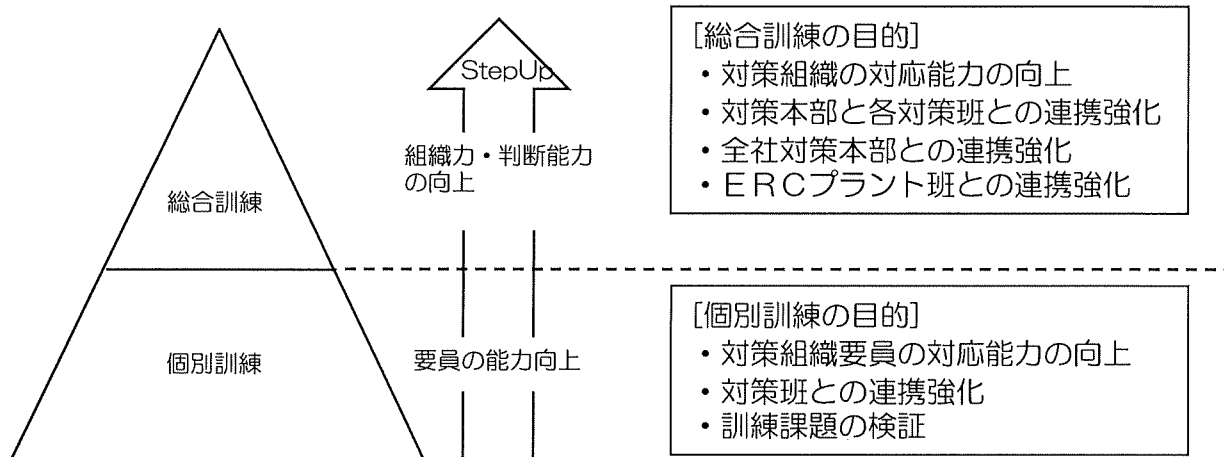 StepUp
組織力・判断能力
の向上
総合訓練
[総合訓練の目的]
・対策組織の対応能力の向上
・対策本部と各対策班との連携強化
・全社対策本部との連携強化
・ＥＲＣプラント班との連携強化
個別訓練
要員の能力向上
[個別訓練の目的]
・対策組織要員の対応能力の向上
・対策班との連携強化
・訓練課題の検証